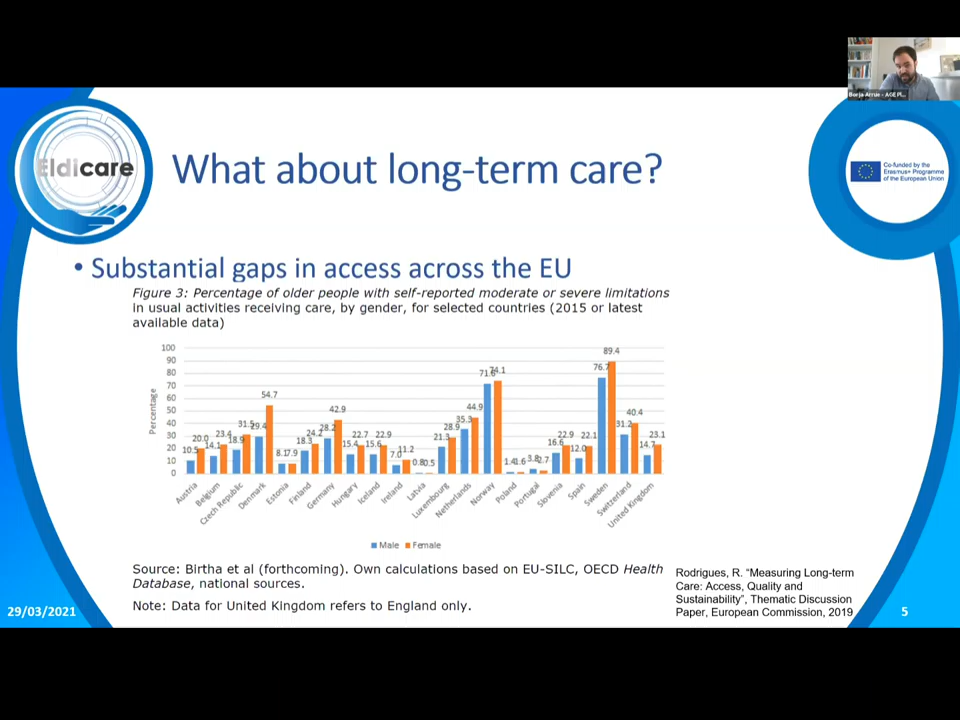 Borja Arrue - AGE Pl...
Eldicare
What about long-term care?
Co-funded by the
Erasmus+ Programme
of the European Union
• Substantial gaps in access across the EU
Figure 3: Percentage of older people with self-reported moderate or severe limitations
in usual activities receiving care, by gender, for selected countries (2015 or latest
available data)
Percentage
100
90
80
70
60
50
40
30
20
10
0
10.5 20.0 14.1 23.4 18.9 31.5 29.4 54.7 8.1 7.9 18.3 24.2 28.2 42.9 15.4 22.7 15.6 22.9 7.0 11.2 0.8 0.5 21.3 28.9 35.3 44.9 71.6 74.1 1.4 1.6 3.8 2.7 16.6 22.9 12.0 22.1 76.7 89.4 31.2 40.4 14.7 23.1
Austria Belgium Czech Republic Denmark Estonia Finland Germany Hungary Iceland Ireland Latvia Luxembourg Netherlands Norway Poland Portugal Slovenia Spain Sweden Switzerland United Kingdom
Male Female
Source: Birtha et al (forthcoming). Own calculations based on EU-SILC, OECD Health
Database, national sources.
Note: Data for United Kingdom refers to England only.
Rodrigues, R. “Measuring Long-term
Care: Access, Quality and
Sustainability”, Thematic Discussion
Paper, European Commission, 2019
29/03/2021
5